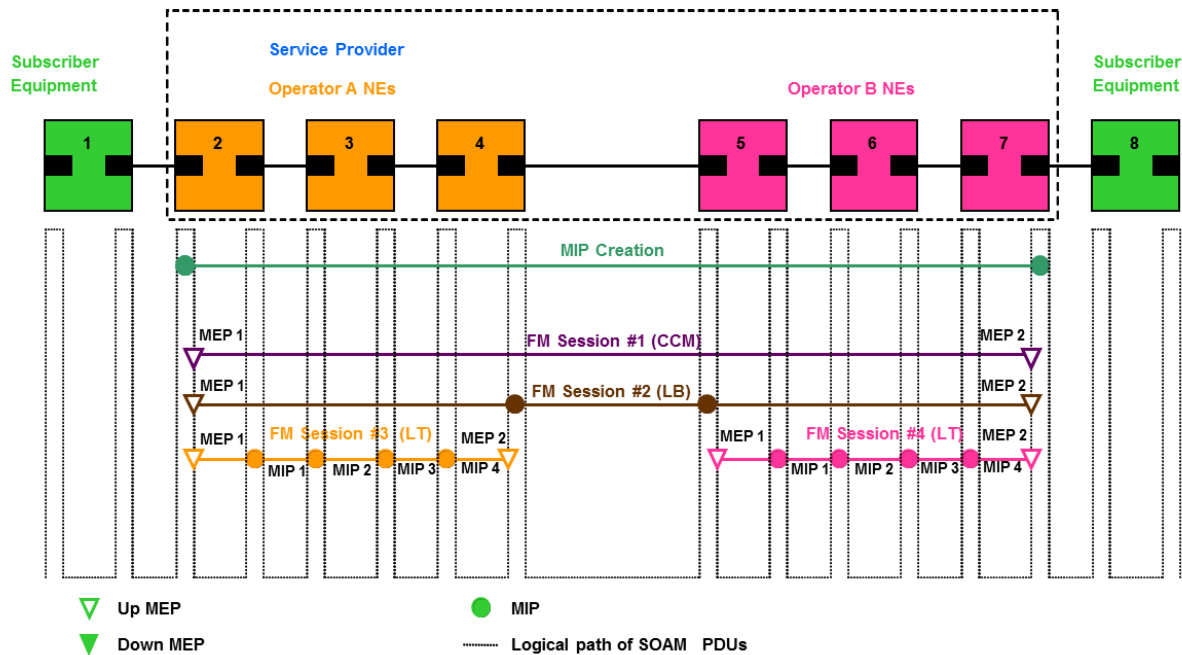 Service Provider
Subscriber
Equipment
Operator A NEs
Operator B NEs
Subscriber
Equipment
1
2
3
4
5
6
7
8
MIP Creation
MEP 1
FM Session #1 (CCM)
MEP 2
MEP 1
FM Session #2 (LB)
MEP 2
MEP 1
FM Session #3 (LT)
MEP 2
MEP 1
FM Session #4 (LT)
MEP 2
MIP 1
MIP 2
MIP 3
MIP 4
MIP 1
MIP 2
MIP 3
MIP 4
Up MEP
MIP
Down MEP
Logical path of SOAM PDUs